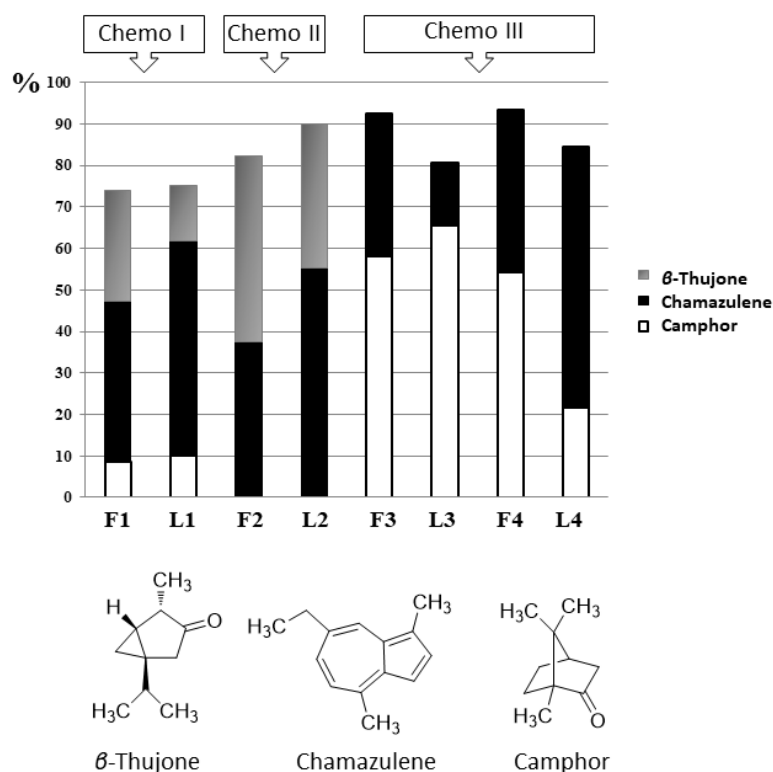 Chemo I
Chemo II
Chemo III
%
100
90
80
70
60
50
40
30
20
10
0
F1 L1 F2 L2 F3 L3 F4 L4
β-Thujone
Chamazulene
Camphor
CH₃
H
O
H₃C CH₃
CH₃
H₃C
CH₃
H₃C CH₃
H₃C
O
β-Thujone
Chamazulene
Camphor